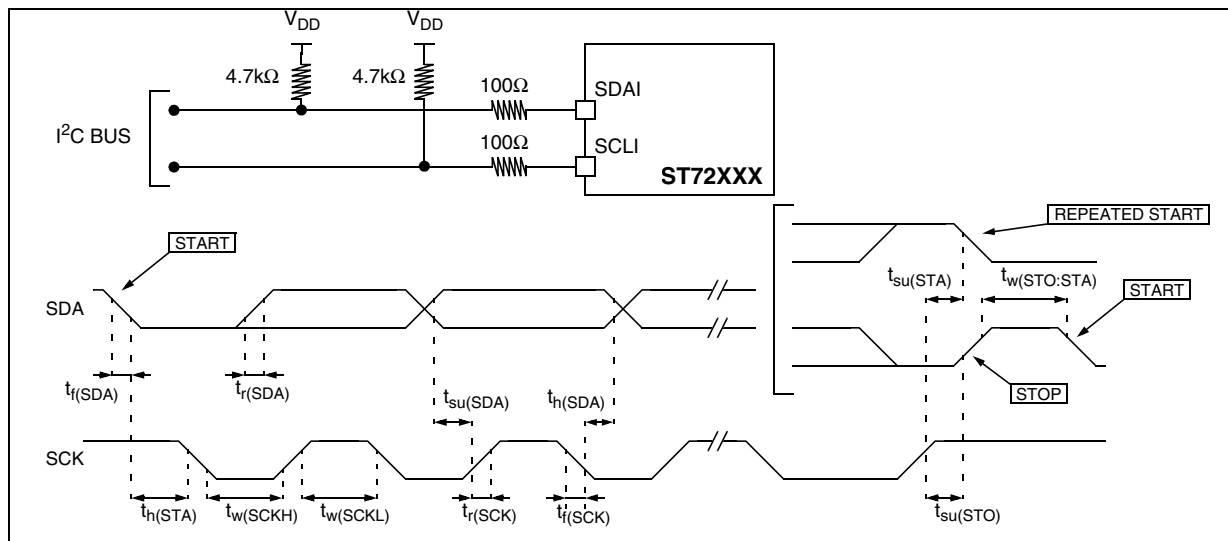 VDD VDD
4.7kΩ 4.7kΩ
100Ω SDAI
I²C BUS
100Ω SCLI
ST72XXX
REPEATED START
START
tsu(STA) tw(STO:STA) START
SDA
STOP
tf(SDA) tr(SDA) tsu(SDA) th(SDA)
SCK
th(STA) tw(SCKH) tw(SCKL) tr(SCK) tf(SCK) tsu(STO)